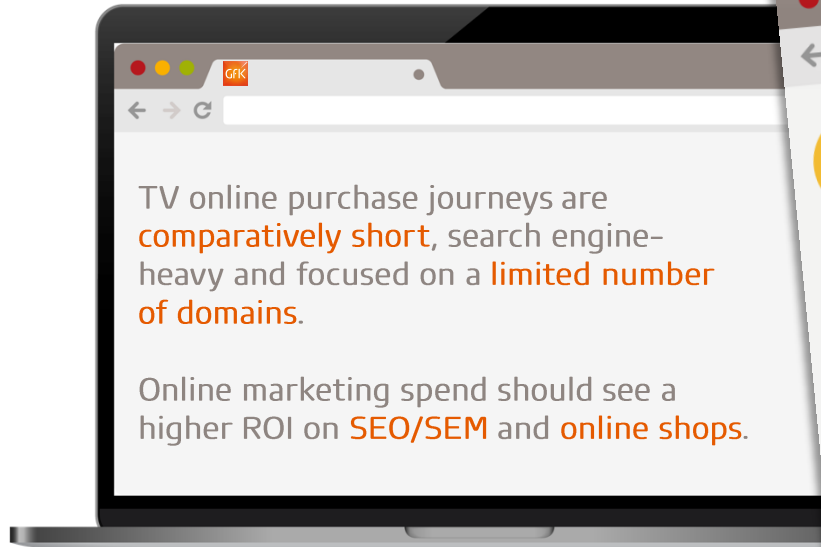 GfK
TV online purchase journeys are
comparatively short, search engine-
heavy and focused on a limited number
of domains.
Online marketing spend should see a
higher ROI on SEO/SEM and online shops.